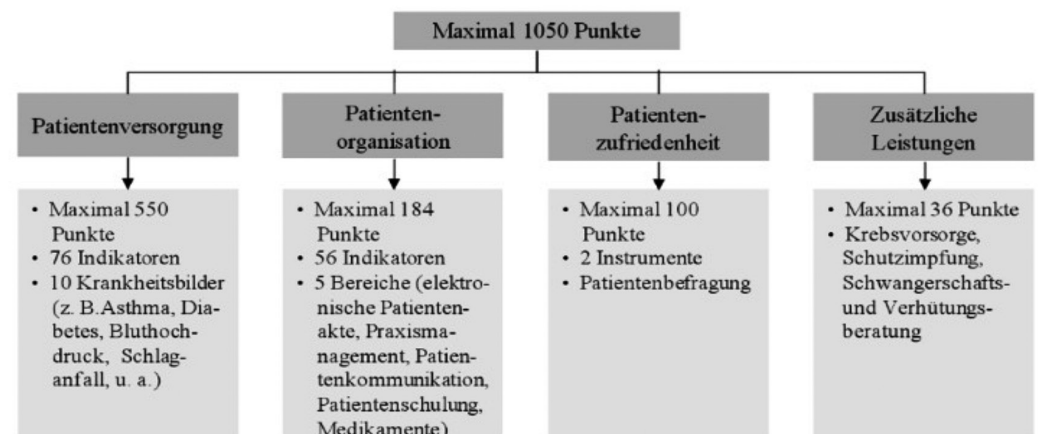 Maximal 1050 Punkte
Patientenversorgung
• Maximal 550
Punkte
• 76 Indikatoren
• 10 Krankheitsbilder
(z. B.Asthma, Dia-
betes, Bluthoch-
druck, Schlag-
anfall, u. a.)
Patienten-
organisation
• Maximal 184
Punkte
• 56 Indikatoren
• 5 Bereiche (elektro-
nische Patienten-
akte, Praxisma-
nagement, Patien-
tenkommunikation,
Patientenschulung,
Medikamente)
Patienten-
zufriedenheit
• Maximal 100
Punkte
• 2 Instrumente
• Patientenbefragung
Zusätzliche
Leistungen
• Maximal 36 Punkte
• Krebsvorsorge,
Schutzimpfung,
Schwangerschafts-
und Verhütungs-
beratung